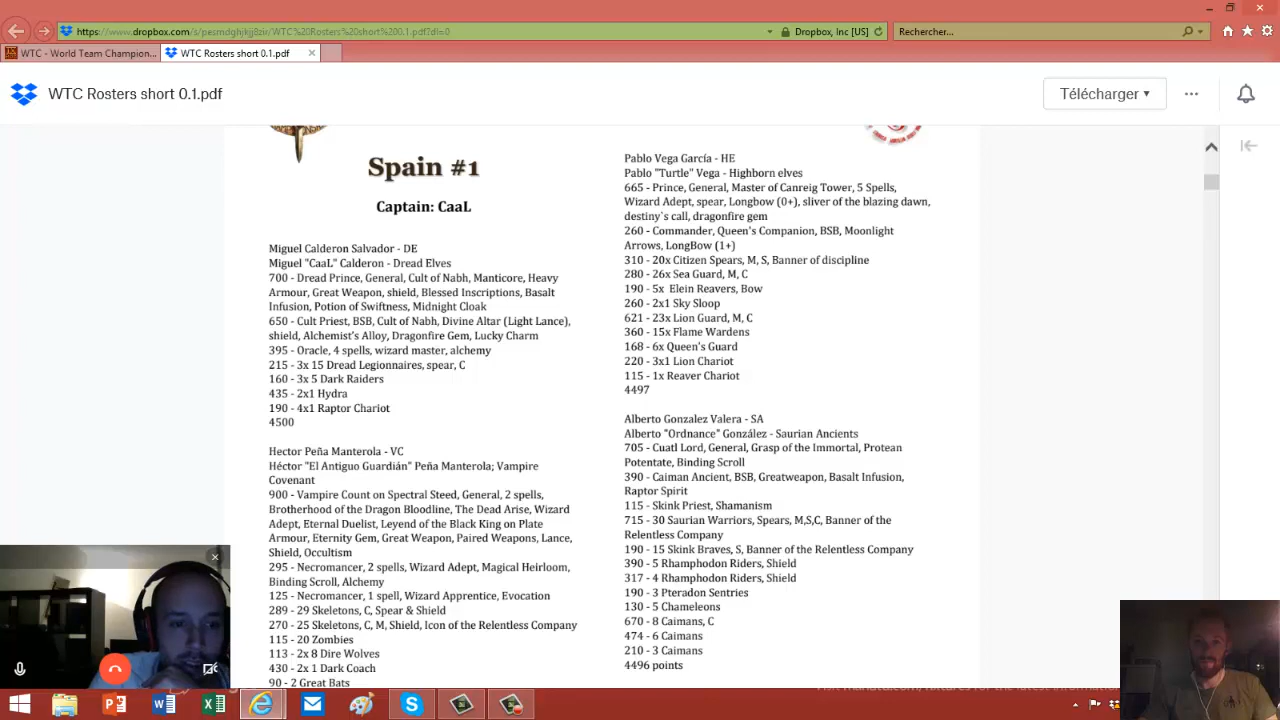 https://www.dropbox.com/s/pesrndghjkjj8zir/WTC%20Rosters%20short%200.1.pdf?dl=0
Dropbox, Inc [US]
Rechercher...
WTC - World Team Champion...
WTC Rosters short 0.1.pdf
WTC Rosters short 0.1.pdf
Télécharger
Spain #1
Captain: CaaL
Miguel Calderon Salvador - DE
Miguel "CaaL" Calderon - Dread Elves
700 - Dread Prince, General, Cult of Nabh, Manticore, Heavy
Armour, Great Weapon, shield, Blessed Inscriptions, Basalt
Infusion, Potion of Swiftness, Midnight Cloak
650 - Cult Priest, BSB, Cult of Nabh, Divine Altar (Light Lance),
shield, Alchemist's Alloy, Dragonfire Gem, Lucky Charm
395 - Oracle, 4 spells, wizard master, alchemy
215 - 3x 15 Dread Legionnaires, spear, C
160 - 3x 5 Dark Raiders
435 - 2x1 Hydra
190 - 4x1 Raptor Chariot
4500
Hector Peña Manterola - VC
Héctor "El Antiguo Guardián" Peña Manterola; Vampire
Covenant
900 - Vampire Count on Spectral Steed, General, 2 spells,
Brotherhood of the Dragon Bloodline, The Dead Arise, Wizard
Adept, Eternal Duelist, Leyend of the Black King on Plate
Armour, Eternity Gem, Great Weapon, Paired Weapons, Lance,
Shield, Occultism
295 - Necromancer, 2 spells, Wizard Adept, Magical Heirloom,
Binding Scroll, Alchemy
125 - Necromancer, 1 spell, Wizard Apprentice, Evocation
289 - 29 Skeletons, C, Spear & Shield
270 - 25 Skeletons, C, M, Shield, Icon of the Relentless Company
115 - 20 Zombies
113 - 2x 8 Dire Wolves
430 - 2x 1 Dark Coach
90 - 2 Great Bats
Pablo Vega García - HE
Pablo "Turtle" Vega - Highborn elves
665 - Prince, General, Master of Canreig Tower, 5 Spells,
Wizard Adept, spear, Longbow (0+), sliver of the blazing dawn,
destiny`s call, dragonfire gem
260 - Commander, Queen's Companion, BSB, Moonlight
Arrows, LongBow (1+)
310 - 20x Citizen Spears, M, S, Banner of discipline
280 - 26x Sea Guard, M, C
190 - 5x Elein Reavers, Bow
260 - 2x1 Sky Sloop
621 - 23x Lion Guard, M, C
360 - 15x Flame Wardens
168 - 6x Queen's Guard
220 - 3x1 Lion Chariot
115 - 1x Reaver Chariot
4497
Alberto Gonzalez Valera - SA
Alberto "Ordnance" González - Saurian Ancients
705 - Cuatl Lord, General, Grasp of the Immortal, Protean
Potentate, Binding Scroll
390 - Caiman Ancient, BSB, Greatweapon, Basalt Infusion,
Raptor Spirit
115 - Skink Priest, Shamanism
715 - 30 Saurian Warriors, Spears, M,S,C, Banner of the
Relentless Company
190 - 15 Skink Braves, S, Banner of the Relentless Company
390 - 5 Rhamphodon Riders, Shield
317 - 4 Rhamphodon Riders, Shield
190 - 3 Pteradon Sentries
130 - 5 Chameleons
670 - 8 Caimans, C
474 - 6 Caimans
210 - 3 Caimans
4496 points